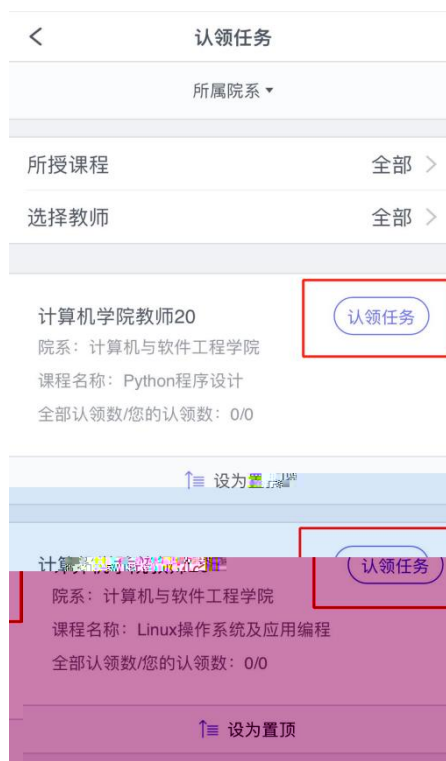 认领任务
所属院系▼
所授课程 全部 >
选择教师 全部 >
计算机学院教师20 认领任务
院系：计算机与软件工程学院
课程名称：Python程序设计
全部认领数/您的认领数：0/0
设为置顶
认领任务
院系：计算机与软件工程学院
课程名称：Linux操作系统及应用编程
全部认领数/您的认领数：0/0
设为置顶